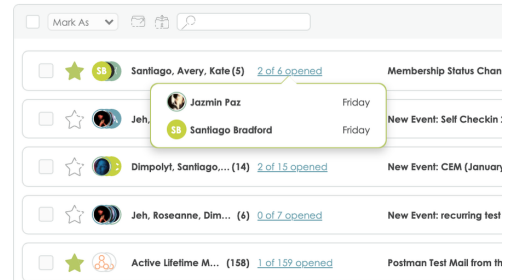 Mark As
SB Santiago, Avery, Kate (5) 2 of 6 opened Membership Status Chan
Jazmin Paz Friday
Jeh, New Event: Self Checkin
SB Santiago Bradford Friday
Dimpolyt, Santiago,... (14) 2 of 15 opened New Event: CEM (January
Jeh, Roseanne, Dim... (6) 0 of 7 opened New Event: recurring test
Active Lifetime M... (158) 1 of 159 opened Postman Test Mail from th